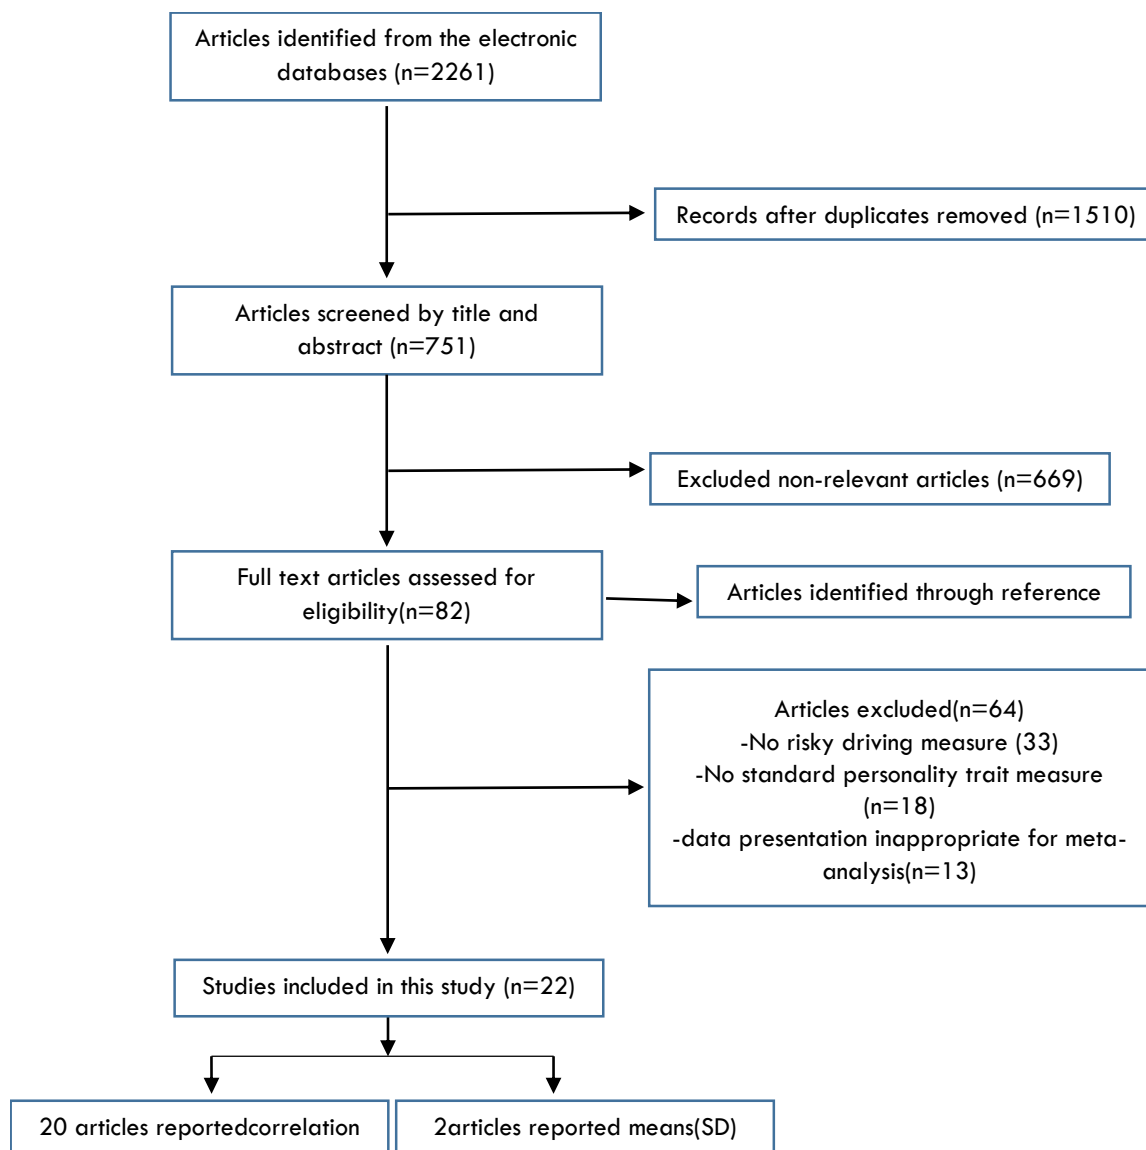 Articles identified from the electronic
databases (n=2261)
Records after duplicates removed (n=1510)
Articles screened by title and
abstract (n=751)
Excluded non-relevant articles (n=669)
Full text articles assessed for
eligibility(n=82)
Articles identified through reference
Articles excluded(n=64)
-No risky driving measure (33)
-No standard personality trait measure
(n=18)
-data presentation inappropriate for meta-
analysis(n=13)
Studies included in this study (n=22)
20 articles reportedcorrelation
2articles reported means(SD)